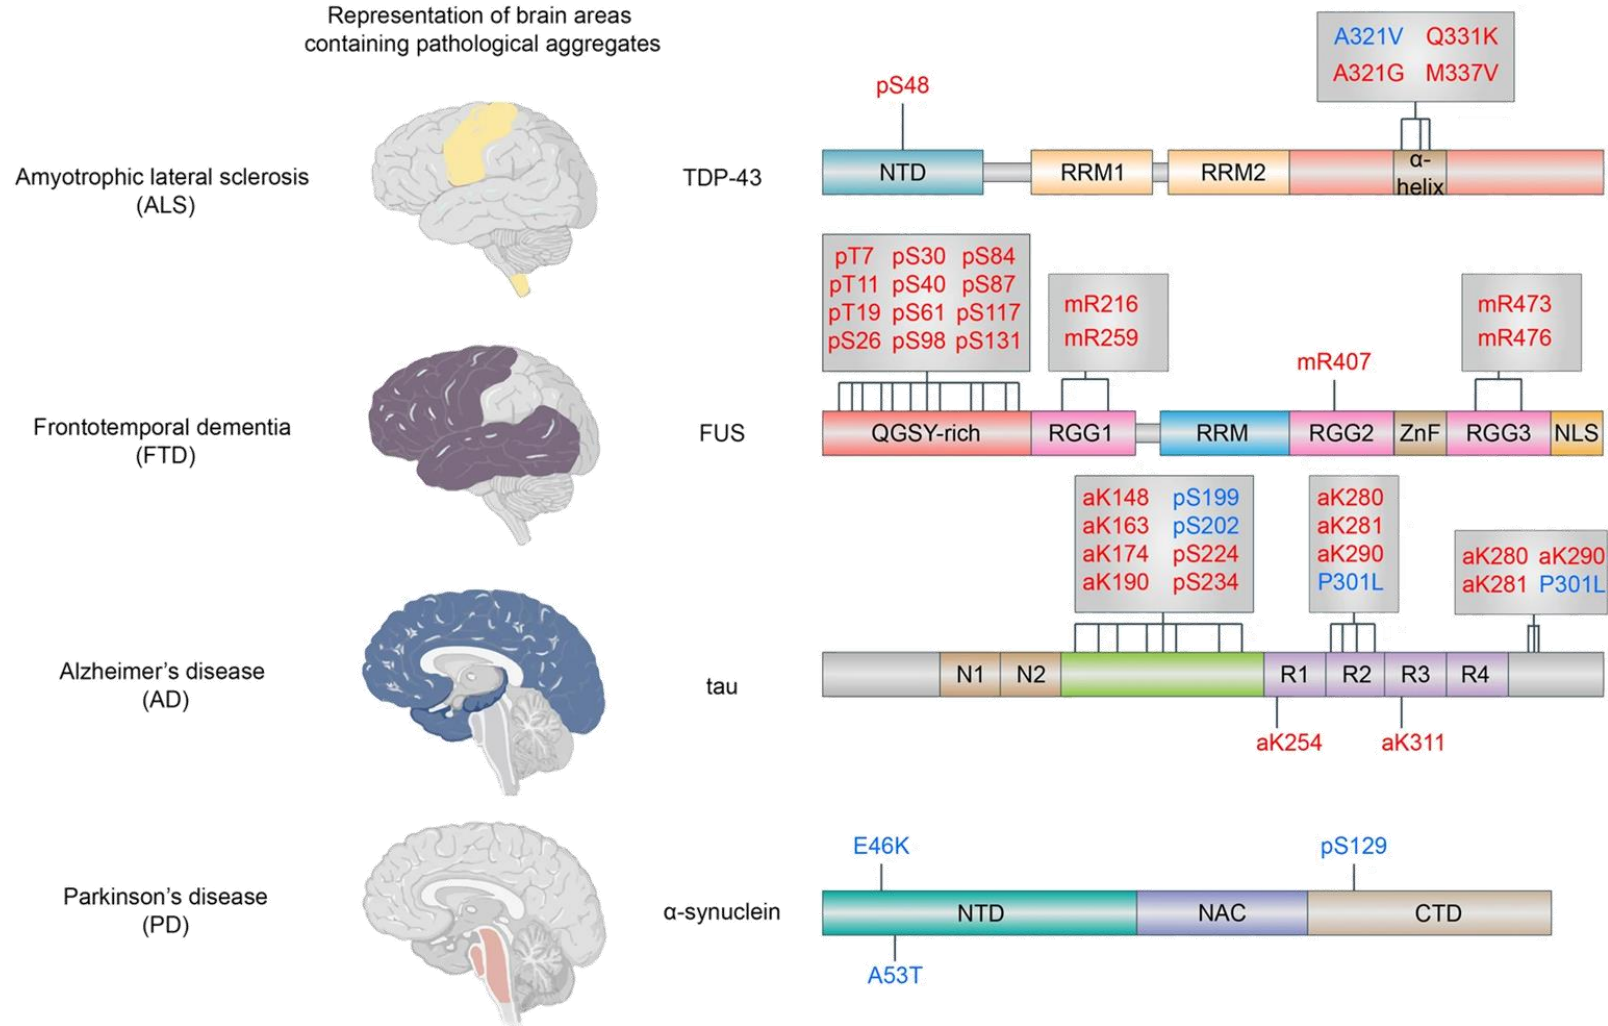 Representation of brain areas
containing pathological aggregates
A321V Q331K
A321G M337V
pS48
Amyotrophic lateral sclerosis
(ALS)
TDP-43
NTD RRM1 RRM2 α-
helix
pT7 pS30 pS84
pT11 pS40 pS87
pT19 pS61 pS117
pS26 pS98 pS131
mR216
mR259
mR407
mR473
mR476
Frontotemporal dementia
(FTD)
FUS
QGSY-rich RGG1 RRM RGG2 ZnF RGG3 NLS
aK148 pS199
aK163 pS202
aK174 pS224
aK190 pS234
aK280
aK281
aK290
P301L
aK280 aK290
aK281 P301L
Alzheimer’s disease
(AD)
tau
N1 N2 R1 R2 R3 R4
aK254 aK311
Parkinson’s disease
(PD)
α-synuclein
E46K pS129
NTD NAC CTD
A53T